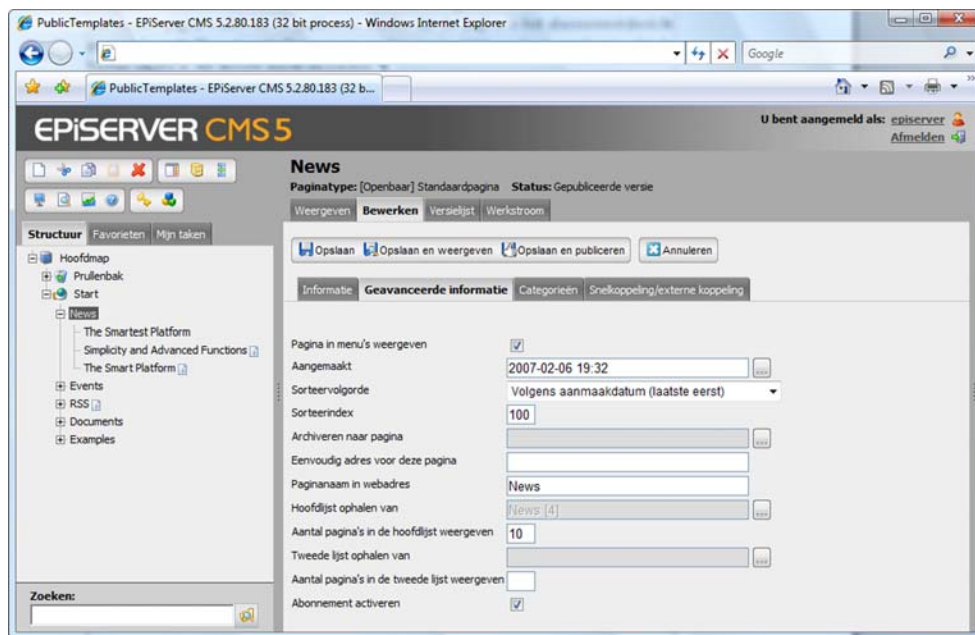 PublicTemplates - EPiServer CMS 5.2.80.183 (32 bit process) - Windows Internet Explorer
Google
PublicTemplates - EPiServer CMS 5.2.80.183 (32 b...
EPiSERVER CMS 5
U bent aangemeld als: episerver
Afmelden
News
Paginatype: [Openbaar] Standaardpagina Status: Gepubliceerde versie
Weergeven Bewerken Versielijst Werkstroom
Structuur Favorieten Mijn taken
Hoofdmap
Prullenbak
Start
News
The Smartest Platform
Simplicity and Advanced Functions
The Smart Platform
Events
RSS
Documents
Examples
Zoeken:
Opslaan Opslaan en weergeven Opslaan en publiceren Annuleren
Informatie Geavanceerde informatie Categorieën Snelkoppeling/externe koppeling
Pagina in menu's weergeven
Aangemaakt 2007-02-06 19:32 ...
Sorteervolgorde Volgens aanmaakdatum (laatste eerst)
Sorteerindex 100
Archiveren naar pagina ...
Eenvoudig adres voor deze pagina
Paginanaam in webadres News
Hoofdlijst ophalen van News [4] ...
Aantal pagina's in de hoofdlijst weergeven 10
Tweede lijst ophalen van ...
Aantal pagina's in de tweede lijst weergeven
Abonnement activeren